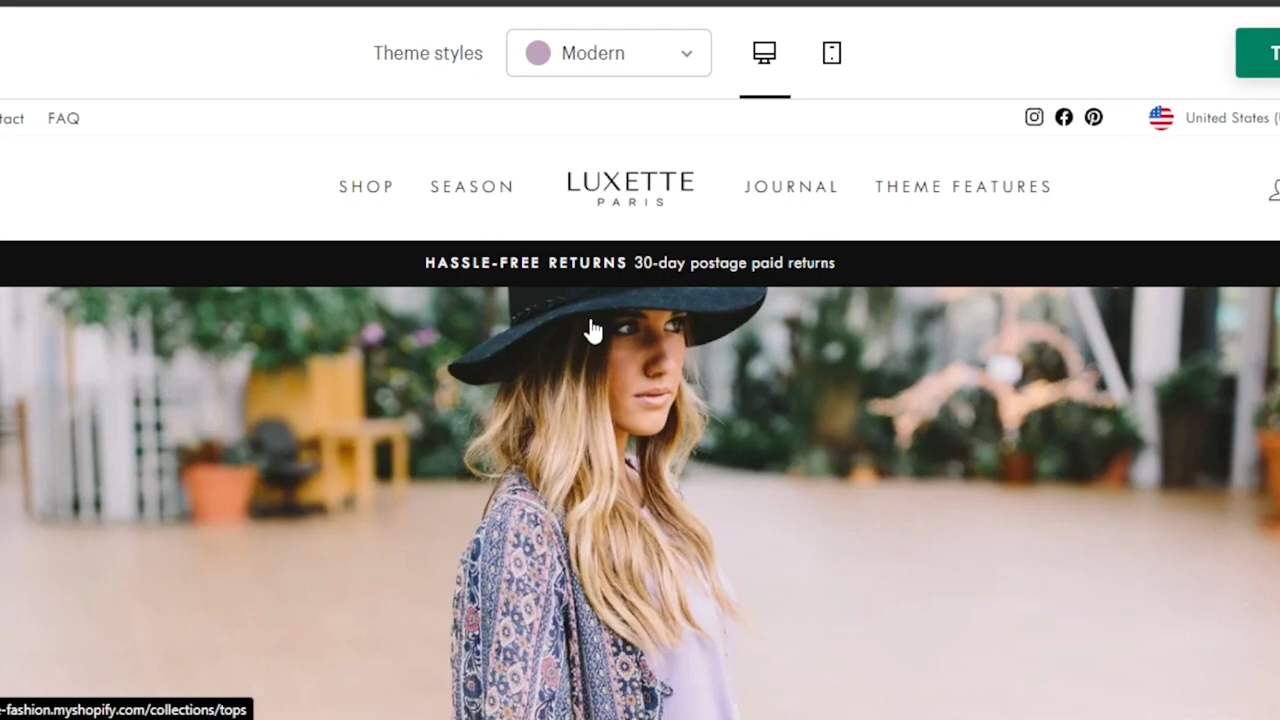 Theme styles Modern T
tact FAQ United States (
SHOP SEASON LUXETTE JOURNAL THEME FEATURES
PARIS
HASSLE-FREE RETURNS 30-day postage paid returns
-fashion.myshopify.com/collections/tops